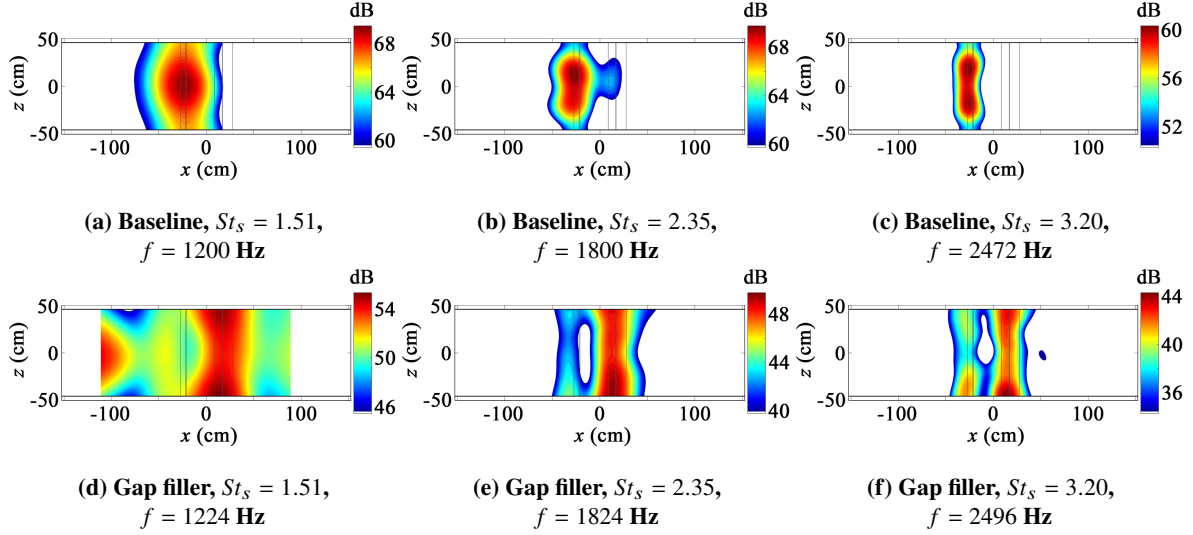 dB
50
0
-50
z (cm)
-100 0 100
x (cm)
68
64
60
(a) Baseline, St_s = 1.51,
f = 1200 Hz
dB
50
0
-50
z (cm)
-100 0 100
x (cm)
68
64
60
(b) Baseline, St_s = 2.35,
f = 1800 Hz
dB
50
0
-50
z (cm)
-100 0 100
x (cm)
60
56
52
(c) Baseline, St_s = 3.20,
f = 2472 Hz
dB
50
0
-50
z (cm)
-100 0 100
x (cm)
54
50
46
(d) Gap filler, St_s = 1.51,
f = 1224 Hz
dB
50
0
-50
z (cm)
-100 0 100
x (cm)
48
44
40
(e) Gap filler, St_s = 2.35,
f = 1824 Hz
dB
50
0
-50
z (cm)
-100 0 100
x (cm)
44
40
36
(f) Gap filler, St_s = 3.20,
f = 2496 Hz